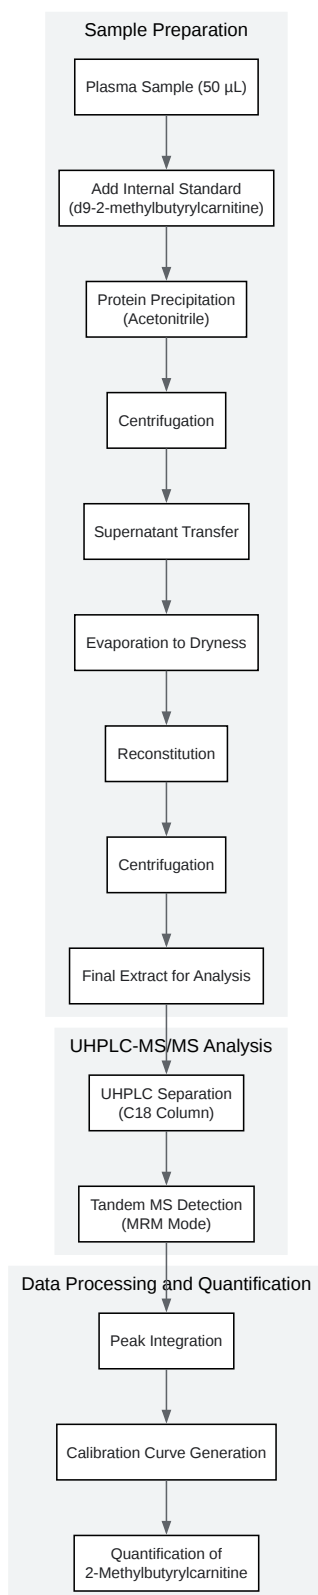 Sample Preparation
Plasma Sample (50 µL)
Add Internal Standard
(d9-2-methylbutyrylcarnitine)
Protein Precipitation
(Acetonitrile)
Centrifugation
Supernatant Transfer
Evaporation to Dryness
Reconstitution
Centrifugation
Final Extract for Analysis
UHPLC-MS/MS Analysis
UHPLC Separation
(C18 Column)
Tandem MS Detection
(MRM Mode)
Data Processing and Quantification
Peak Integration
Calibration Curve Generation
Quantification of
2-Methylbutyrylcarnitine